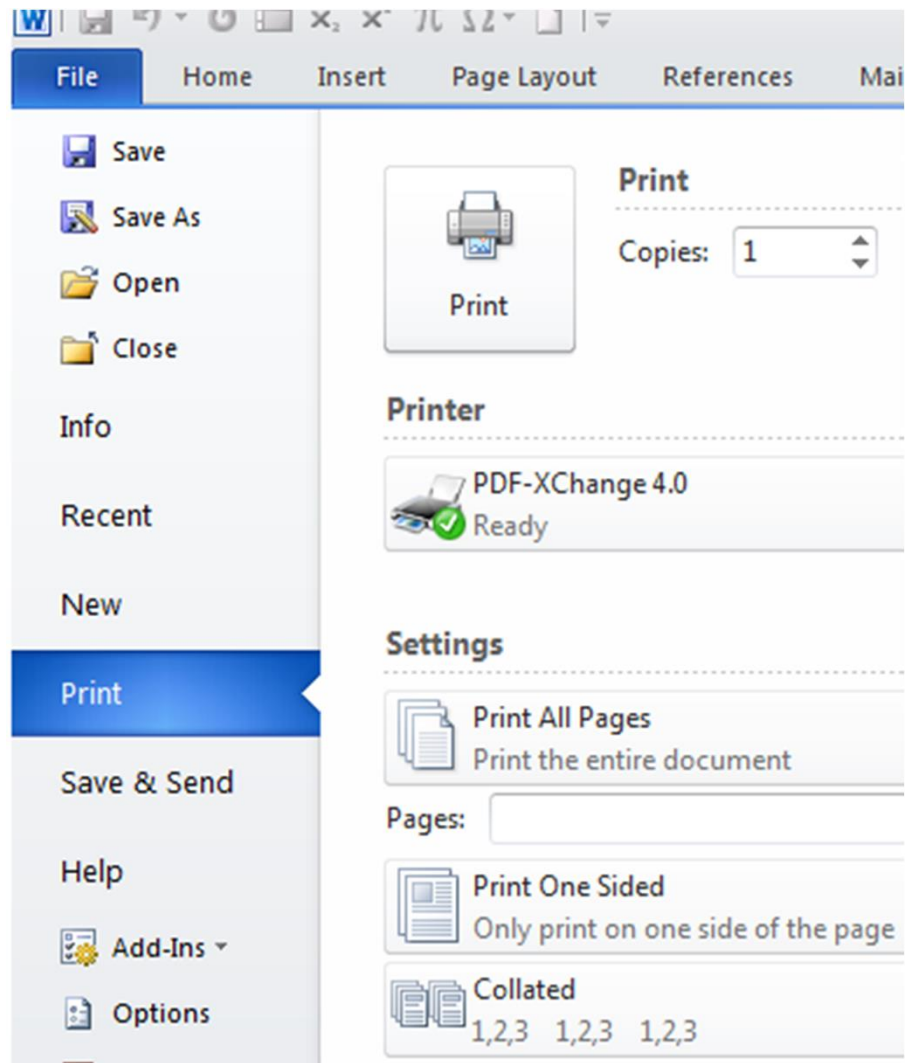 W x₂ x² π Ω
File Home Insert Page Layout References Mai
Save
Save As
Open
Close
Info
Recent
New
Print
Save & Send
Help
Add-Ins
Options
Print
Print
Copies: 1
Printer
PDF-XChange 4.0
Ready
Settings
Print All Pages
Print the entire document
Pages:
Print One Sided
Only print on one side of the page
Collated
1,2,3 1,2,3 1,2,3